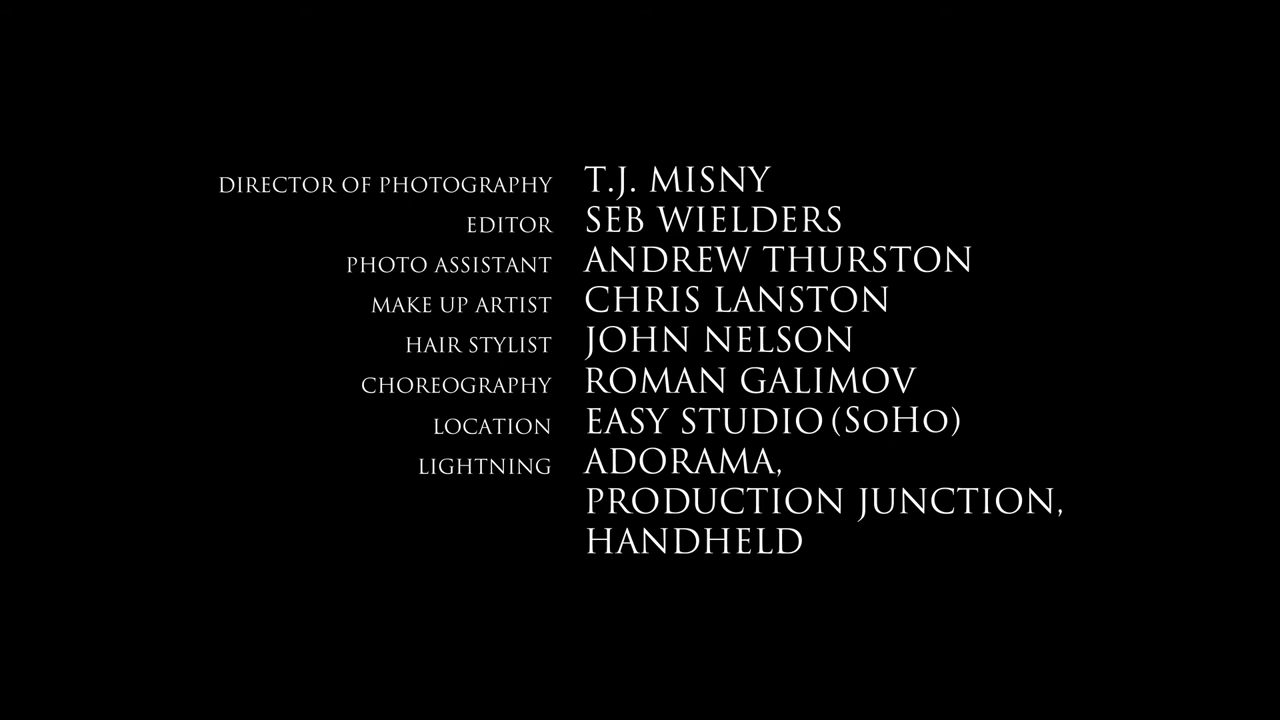 DIRECTOR OF PHOTOGRAPHY T.J. MISNY
EDITOR SEB WIELDERS
PHOTO ASSISTANT ANDREW THURSTON
MAKE UP ARTIST CHRIS LANSTON
HAIR STYLIST JOHN NELSON
CHOREOGRAPHY ROMAN GALIMOV
LOCATION EASY STUDIO (SOHO)
LIGHTNING ADORAMA,
PRODUCTION JUNCTION,
HANDHELD